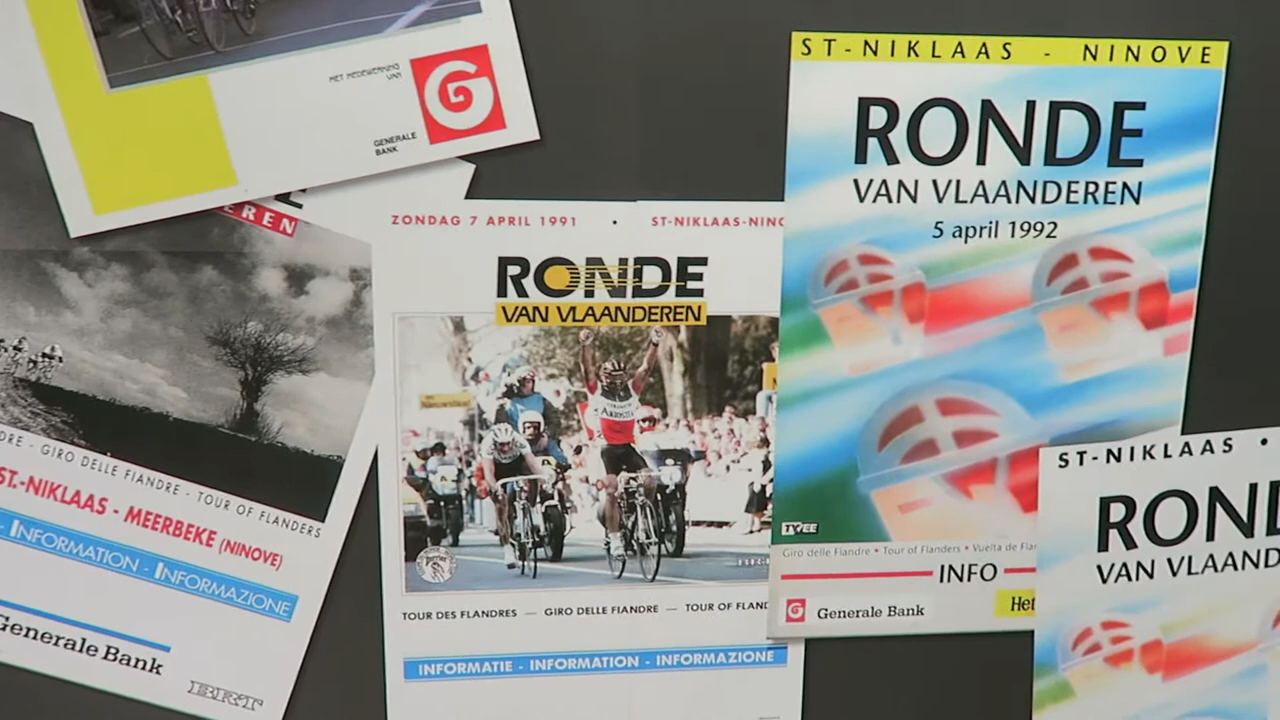 HET MEDEWERKING
VAN
G
GENERALE
BANK
EREN
DRE - GIRO DELLE FIANDRE - TOUR OF FLANDERS
ST.-NIKLAAS - MEERBEKE (NINOVE)
- INFORMATION - INFORMAZIONE
Generale Bank
BRT
ZONDAG 7 APRIL 1991 • ST-NIKLAAS-NINO
RONDE
VAN VLAANDEREN
TOUR DES FLANDRES — GIRO DELLE FIANDRE — TOUR OF FLAND
INFORMATIE - INFORMATION - INFORMAZIONE
ST-NIKLAAS - NINOVE
RONDE
VAN VLAANDEREN
5 april 1992
Giro delle Fiandre • Tour of Flanders • Vuelta de Fla
INFO
G Generale Bank Het
ST-NIKLAAS •
ROND
VAN VLAAND